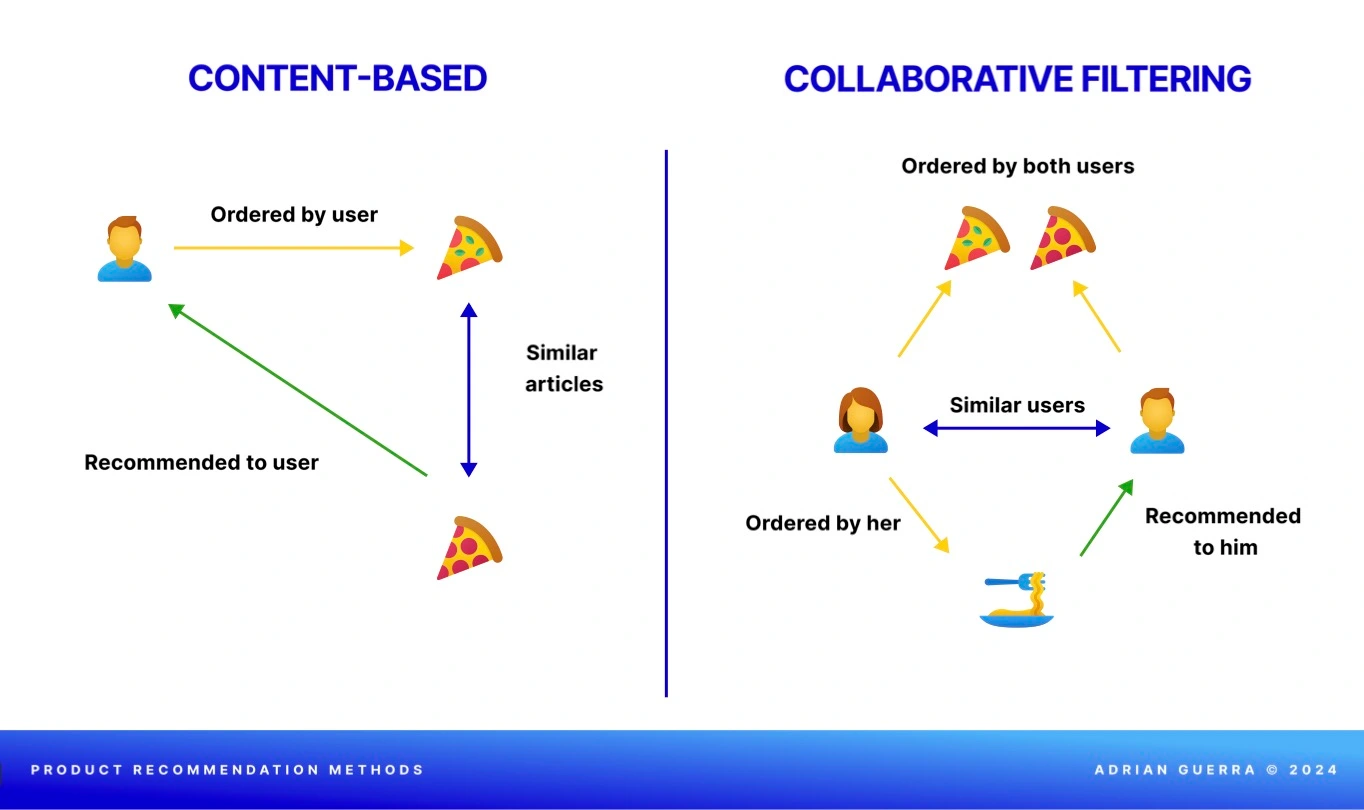 CONTENT-BASED
Ordered by user
Similar
articles
Recommended to user
COLLABORATIVE FILTERING
Ordered by both users
Similar users
Ordered by her
Recommended
to him
PRODUCT RECOMMENDATION METHODS
ADRIAN GUERRA © 2024